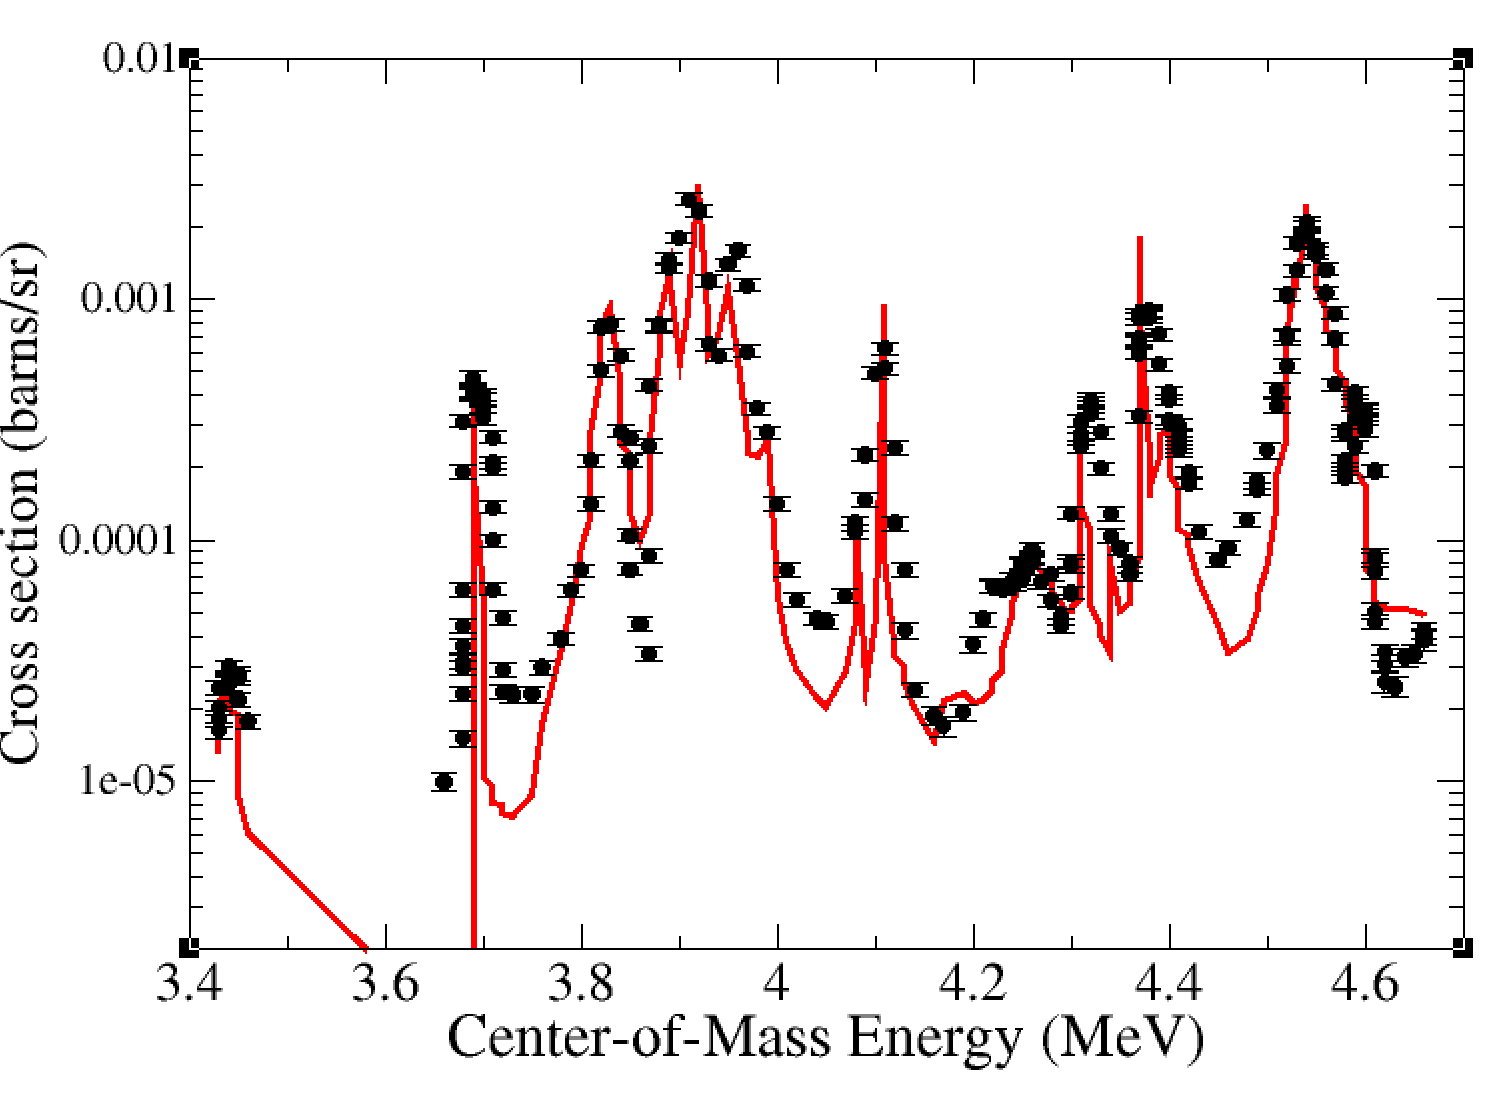 0.01
0.001
0.0001
1e-05
Cross section (barns/sr)
3.4 3.6 3.8 4 4.2 4.4 4.6
Center-of-Mass Energy (MeV)